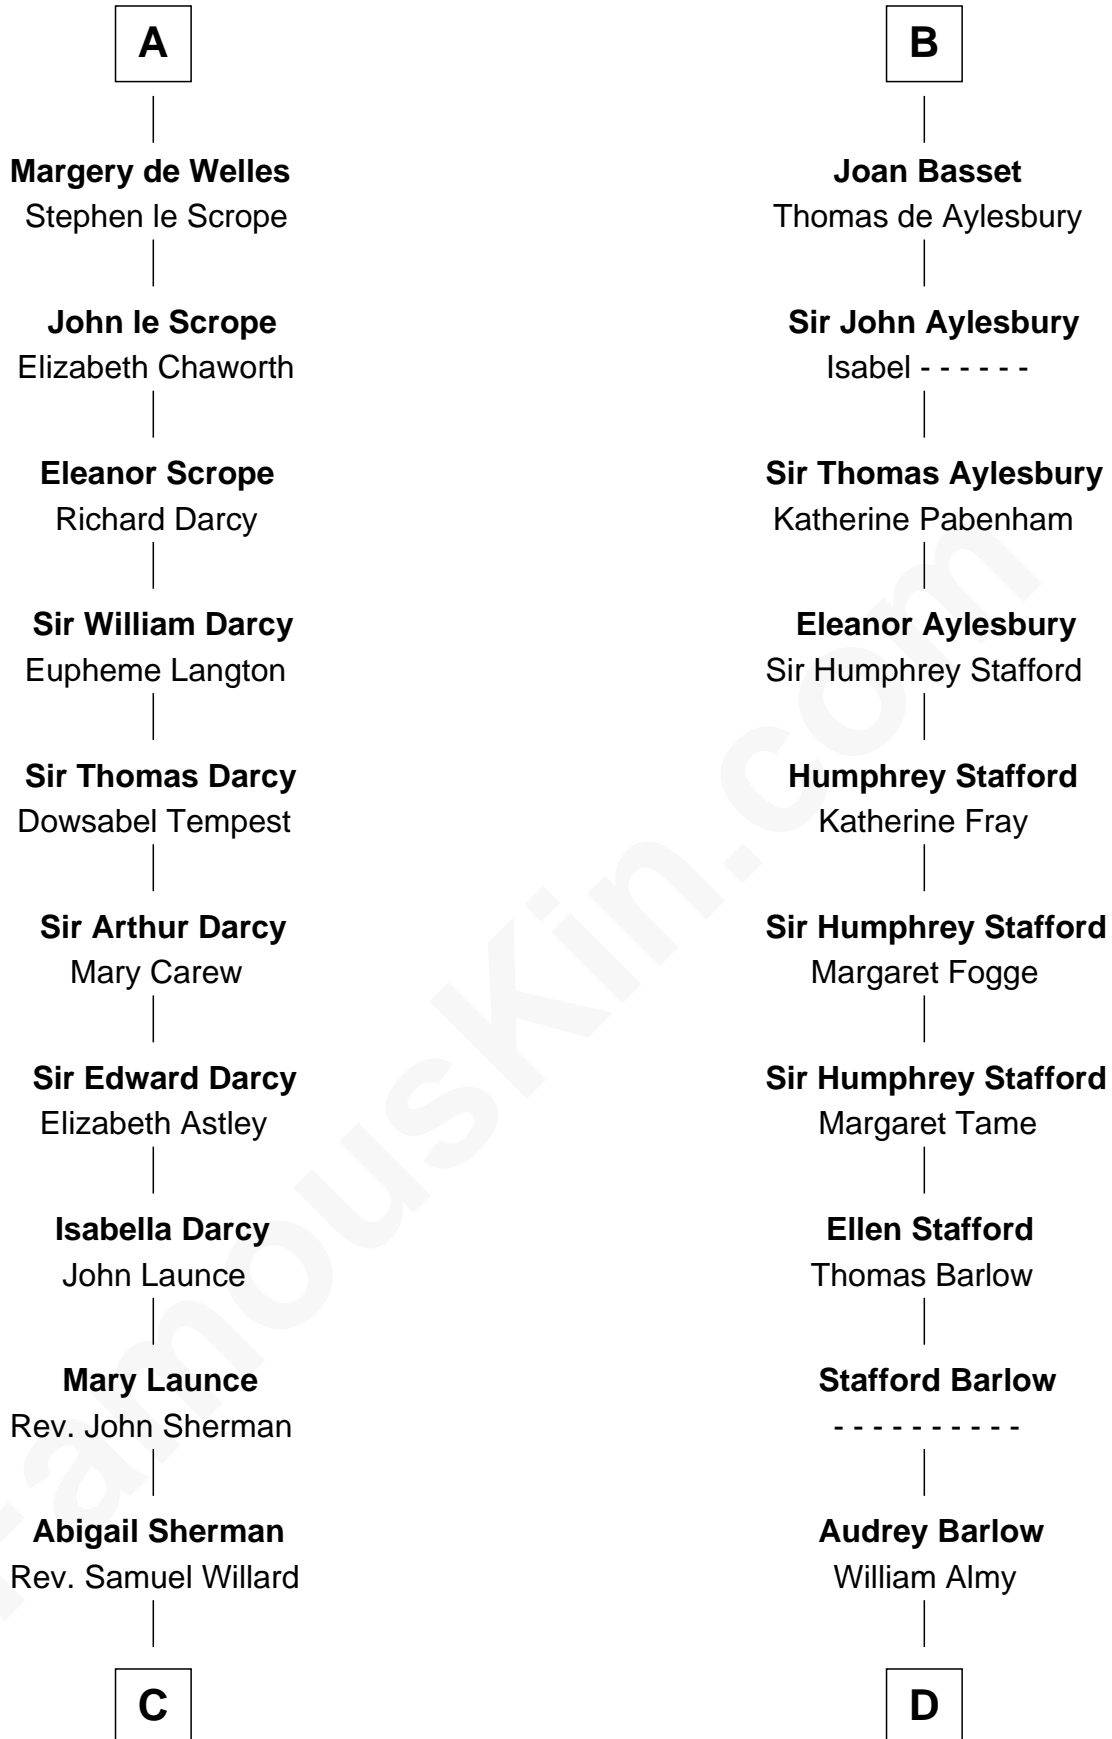 A
Margery de Welles
Stephen le Scrope
John le Scrope
Elizabeth Chaworth
Eleanor Scrope
Richard Darcy
Sir William Darcy
Eupheme Langton
Sir Thomas Darcy
Dowsabel Tempest
Sir Arthur Darcy
Mary Carew
Sir Edward Darcy
Elizabeth Astley
Isabella Darcy
John Launce
Mary Launce
Rev. John Sherman
Abigail Sherman
Rev. Samuel Willard
C
B
Joan Basset
Thomas de Aylesbury
Sir John Aylesbury
Isabel - - - - - -
Sir Thomas Aylesbury
Katherine Pabenham
Eleanor Aylesbury
Sir Humphrey Stafford
Humphrey Stafford
Katherine Fray
Sir Humphrey Stafford
Margaret Fogge
Sir Humphrey Stafford
Margaret Tame
Ellen Stafford
Thomas Barlow
Stafford Barlow
- - - - - - - - - -
Audrey Barlow
William Almy
D
FamousKin.com